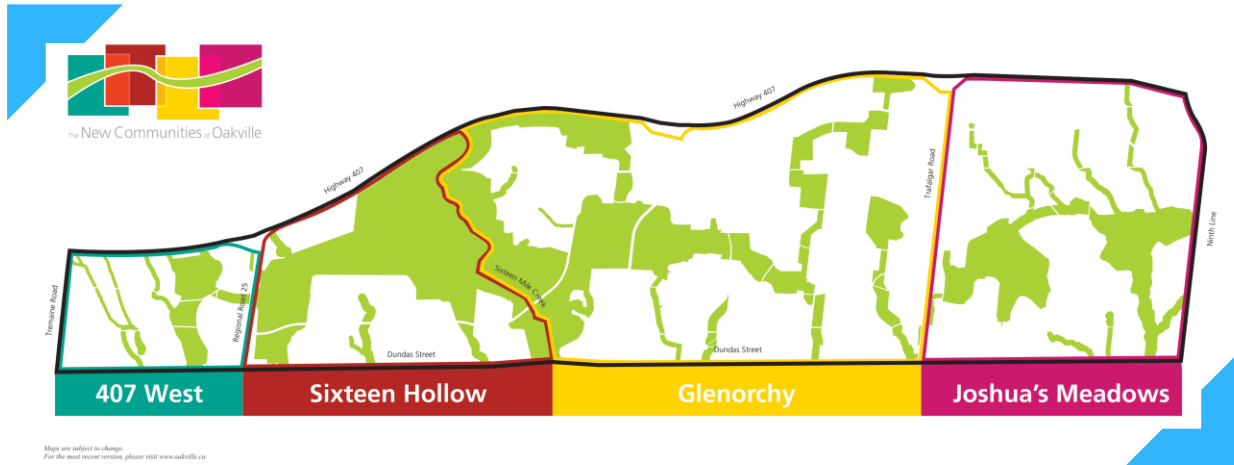 The New Communities of Oakville
Highway 407
Highway 407
Tremaine Road
Regional Road 25
Sixteen Mile Creek
Trafalgar Road
Ninth Line
Dundas Street
Dundas Street
407 West
Sixteen Hollow
Glenorchy
Joshua's Meadows
Maps are subject to change.
For the most recent version, please visit www.oakville.ca